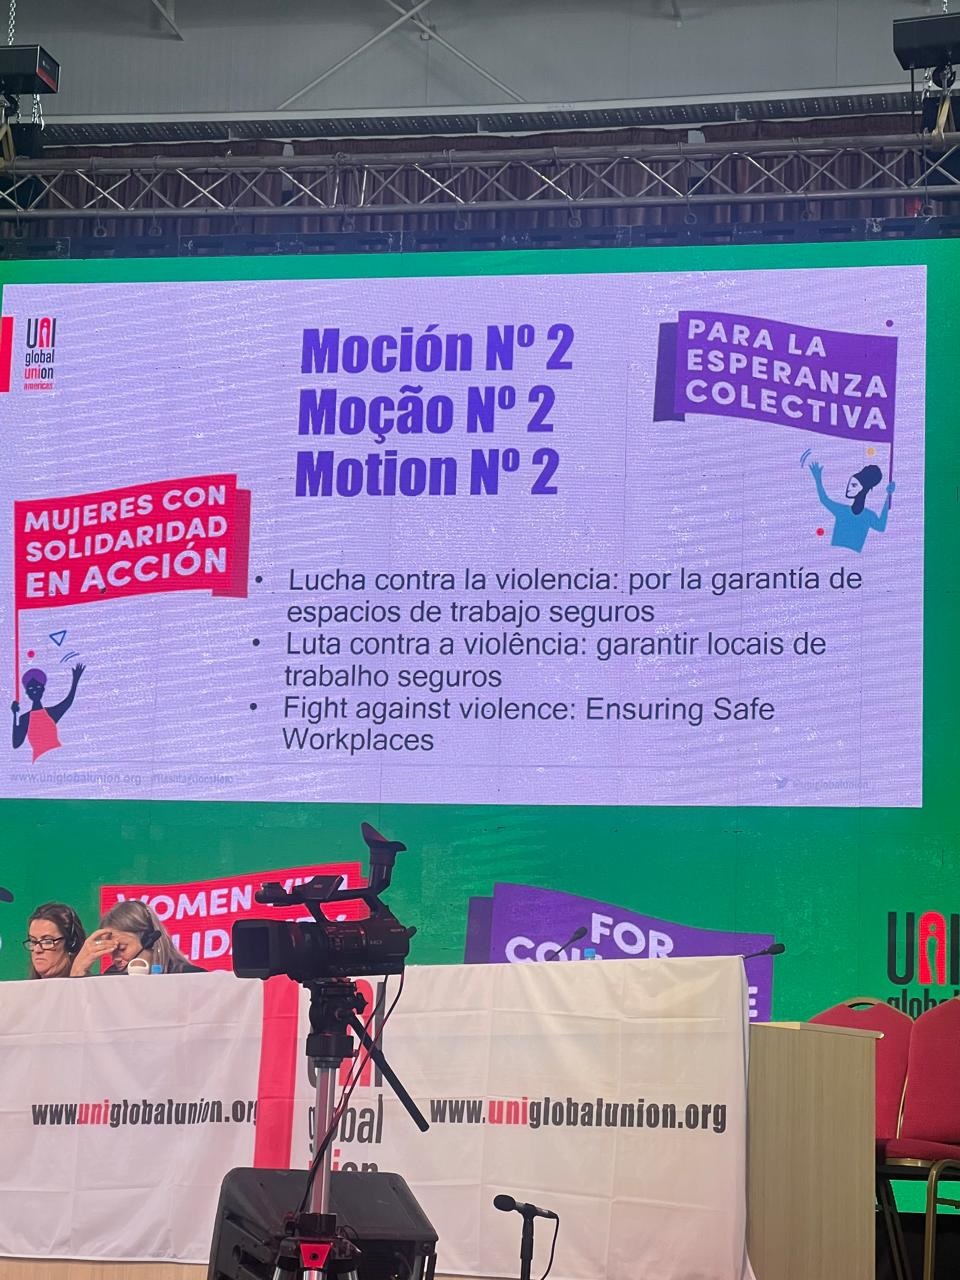 UNI
global
union
americas
Moción Nº 2
Moção Nº 2
Motion Nº 2
PARA LA
ESPERANZA
COLECTIVA
MUJERES CON
SOLIDARIDAD
EN ACCIÓN
• Lucha contra la violencia: por la garantía de
espacios de trabajo seguros
• Luta contra a violência: garantir locais de
trabalho seguros
• Fight against violence: Ensuring Safe
Workplaces
www.uniglobalunion.org
@uniglobalunion
WOMEN
FOR
UNI
global
www.uniglobalunion.org
global
www.uniglobalunion.org